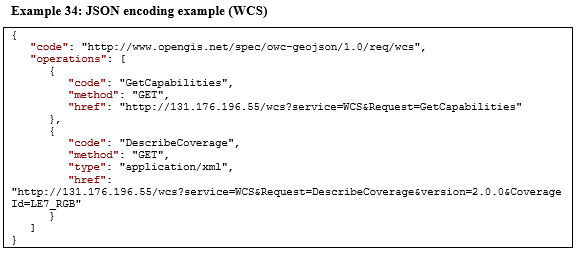 Example 34: JSON encoding example (WCS)
{
"code": "http://www.opengis.net/spec/owc-geojson/1.0/req/wcs",
"operations": [
{
"code": "GetCapabilities",
"method": "GET",
"href": "http://131.176.196.55/wcs?service=WCS&Request=GetCapabilities"
},
{
"code": "DescribeCoverage",
"method": "GET",
"type": "application/xml",
"href":
"http://131.176.196.55/wcs?service=WCS&Request=DescribeCoverage&version=2.0.0&Coverage
Id=LE7_RGB"
}
]
}